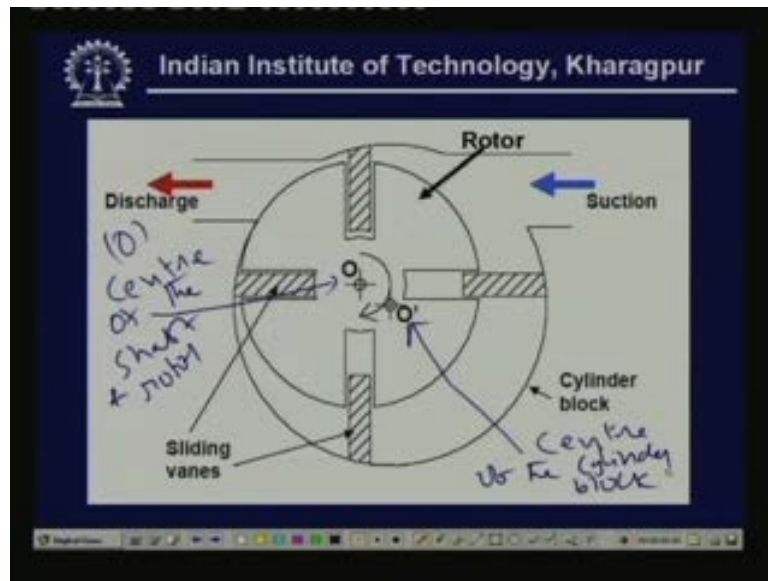 Indian Institute of Technology, Kharagpur
Rotor
Discharge
Suction
(O)
Centre
of the
shaft
+ rotor
O
O'
Cylinder
block
Sliding
vanes
Centre
of the cylinder
block